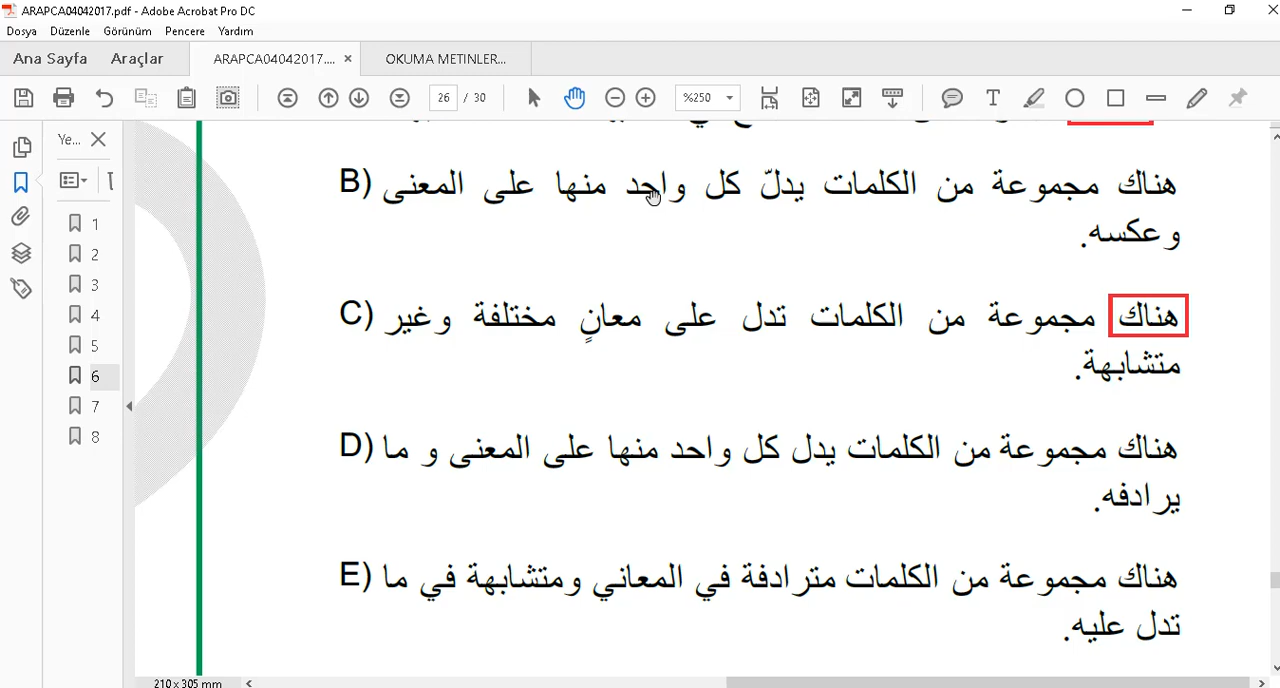 ARAPCA04042017.pdf - Adobe Acrobat Pro DC
Dosya Düzenle Görünüm Pencere Yardım
Ana Sayfa Araçlar ARAPCA04042017.... × OKUMA METINLER...
26 / 30 %250
Ye...
1
2
3
4
5
6
7
8
B) هناك مجموعة من الكلمات يدلّ كل واحد منها على المعنى
وعكسه.
C) هناك مجموعة من الكلمات تدل على معانٍ مختلفة وغير
متشابهة.
D) هناك مجموعة من الكلمات يدل كل واحد منها على المعنى و ما
يرادفه.
E) هناك مجموعة من الكلمات مترادفة في المعاني ومتشابهة في ما
تدل عليه.
210 x 305 mm